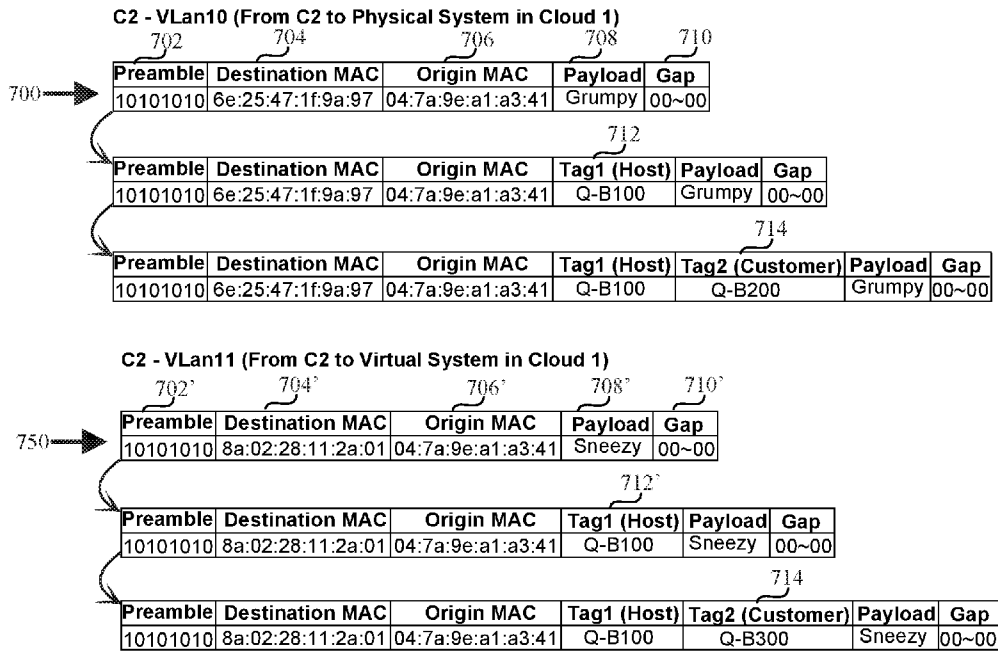 C2 - VLan10 (From C2 to Physical System in Cloud 1)
702 704 706 708 710
Preamble Destination MAC Origin MAC Payload Gap
700 10101010 6e:25:47:1f:9a:97 04:7a:9e:a1:a3:41 Grumpy 00~00
712
Preamble Destination MAC Origin MAC Tag1 (Host) Payload Gap
10101010 6e:25:47:1f:9a:97 04:7a:9e:a1:a3:41 Q-B100 Grumpy 00~00
714
Preamble Destination MAC Origin MAC Tag1 (Host) Tag2 (Customer) Payload Gap
10101010 6e:25:47:1f:9a:97 04:7a:9e:a1:a3:41 Q-B100 Q-B200 Grumpy 00~00
C2 - VLan11 (From C2 to Virtual System in Cloud 1)
702’ 704’ 706’ 708’ 710’
Preamble Destination MAC Origin MAC Payload Gap
750 10101010 8a:02:28:11:2a:01 04:7a:9e:a1:a3:41 Sneezy 00~00
712’
Preamble Destination MAC Origin MAC Tag1 (Host) Payload Gap
10101010 8a:02:28:11:2a:01 04:7a:9e:a1:a3:41 Q-B100 Sneezy 00~00
714
Preamble Destination MAC Origin MAC Tag1 (Host) Tag2 (Customer) Payload Gap
10101010 8a:02:28:11:2a:01 04:7a:9e:a1:a3:41 Q-B100 Q-B300 Sneezy 00~00